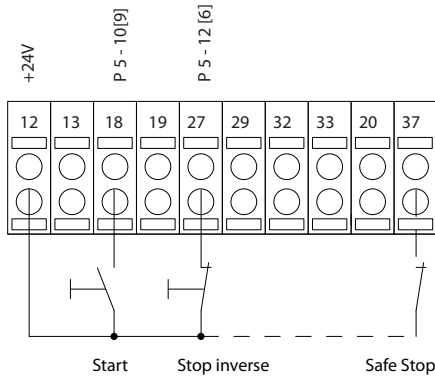 +24V
P 5 - 10[9]
P 5 - 12 [6]
12 13 18 19 27 29 32 33 20 37
Start Stop inverse Safe Stop